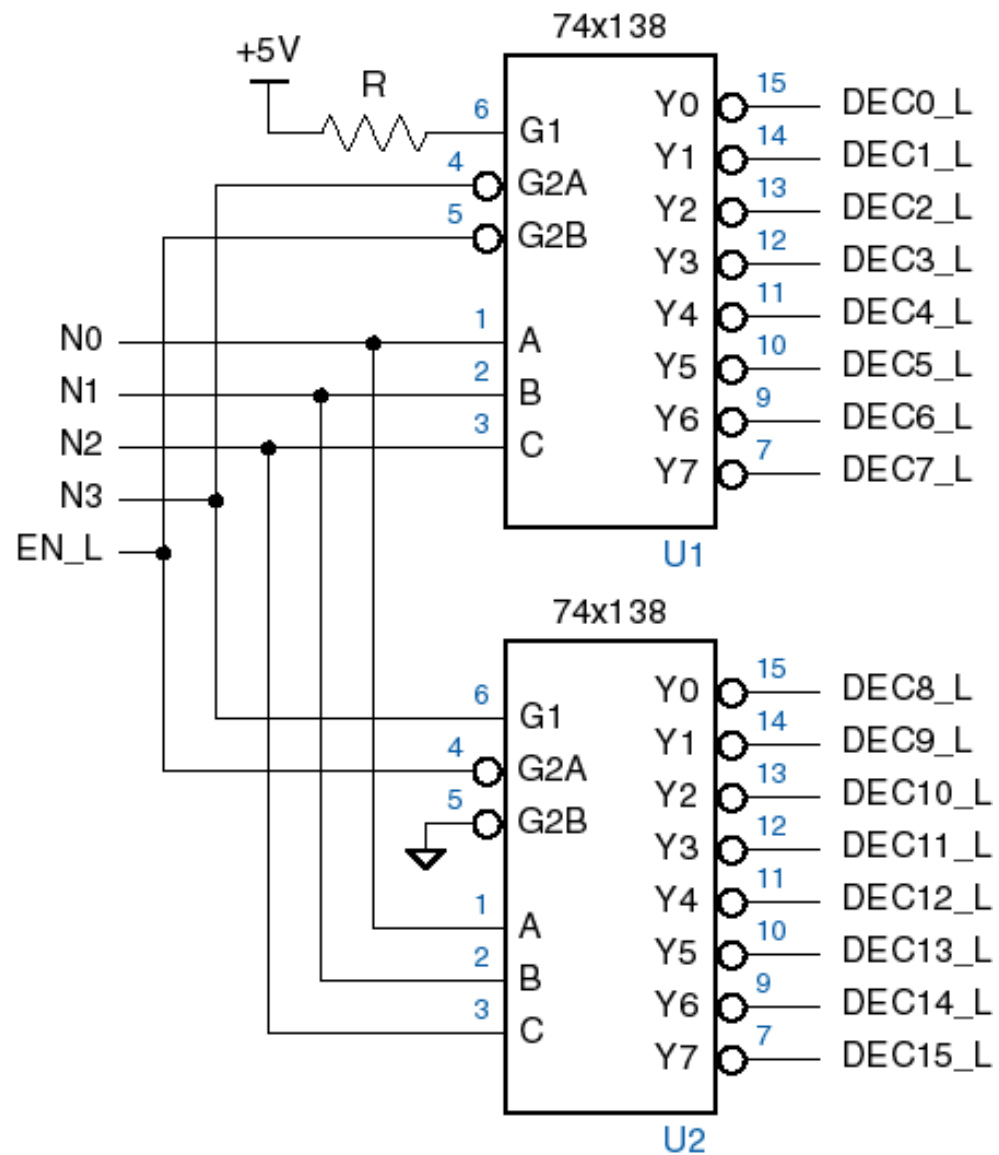 74x138
+5V
R
6 G1 Y0 15 DEC0_L
4 G2A Y1 14 DEC1_L
5 G2B Y2 13 DEC2_L
Y3 12 DEC3_L
N0 1 A Y4 11 DEC4_L
N1 2 B Y5 10 DEC5_L
N2 3 C Y6 9 DEC6_L
N3 Y7 7 DEC7_L
EN_L
U1
74x138
6 G1 Y0 15 DEC8_L
4 G2A Y1 14 DEC9_L
5 G2B Y2 13 DEC10_L
Y3 12 DEC11_L
1 A Y4 11 DEC12_L
2 B Y5 10 DEC13_L
3 C Y6 9 DEC14_L
Y7 7 DEC15_L
U2